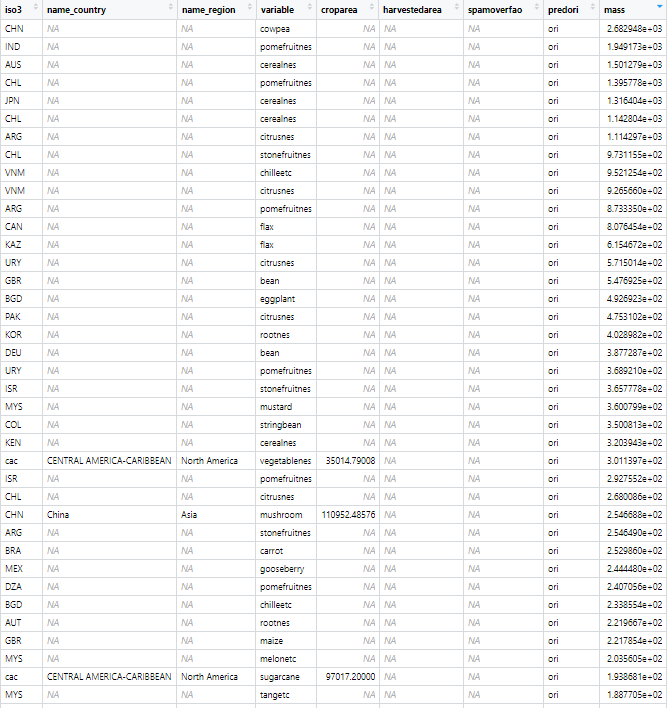 iso3 name_country name_region variable croparea harvestedarea spamoverfao predori mass
CHN NA NA cowpea NA NA NA ori 2.682948e+03
IND NA NA pomefruitnes NA NA NA ori 1.949173e+03
AUS NA NA cerealnes NA NA NA ori 1.501279e+03
CHL NA NA pomefruitnes NA NA NA ori 1.395778e+03
JPN NA NA cerealnes NA NA NA ori 1.316404e+03
CHL NA NA cerealnes NA NA NA ori 1.142804e+03
ARG NA NA citrusnes NA NA NA ori 1.114297e+03
CHL NA NA stonefruitnes NA NA NA ori 9.731155e+02
VNM NA NA chilleetc NA NA NA ori 9.521254e+02
VNM NA NA citrusnes NA NA NA ori 9.265660e+02
ARG NA NA pomefruitnes NA NA NA ori 8.733350e+02
CAN NA NA flax NA NA NA ori 8.076454e+02
KAZ NA NA flax NA NA NA ori 6.154672e+02
URY NA NA citrusnes NA NA NA ori 5.715014e+02
GBR NA NA bean NA NA NA ori 5.476925e+02
BGD NA NA eggplant NA NA NA ori 4.926923e+02
PAK NA NA citrusnes NA NA NA ori 4.753102e+02
KOR NA NA rootnes NA NA NA ori 4.028982e+02
DEU NA NA bean NA NA NA ori 3.877287e+02
URY NA NA pomefruitnes NA NA NA ori 3.689210e+02
ISR NA NA stonefruitnes NA NA NA ori 3.657778e+02
MYS NA NA mustard NA NA NA ori 3.600799e+02
COL NA NA stringbean NA NA NA ori 3.500813e+02
KEN NA NA cerealnes NA NA NA ori 3.203943e+02
cac CENTRAL AMERICA-CARIBBEAN North America vegetablenes 35014.79008 NA NA ori 3.011397e+02
ISR NA NA pomefruitnes NA NA NA ori 2.927552e+02
CHL NA NA citrusnes NA NA NA ori 2.680086e+02
CHN China Asia mushroom 110952.48576 NA NA ori 2.546688e+02
ARG NA NA stonefruitnes NA NA NA ori 2.546490e+02
BRA NA NA carrot NA NA NA ori 2.529860e+02
MEX NA NA gooseberry NA NA NA ori 2.444480e+02
DZA NA NA pomefruitnes NA NA NA ori 2.407056e+02
BGD NA NA chilleetc NA NA NA ori 2.338554e+02
AUT NA NA rootnes NA NA NA ori 2.219667e+02
GBR NA NA maize NA NA NA ori 2.217854e+02
MYS NA NA melonetc NA NA NA ori 2.035605e+02
cac CENTRAL AMERICA-CARIBBEAN North America sugarcane 97017.20000 NA NA ori 1.938681e+02
MYS NA NA tangetc NA NA NA ori 1.887705e+02